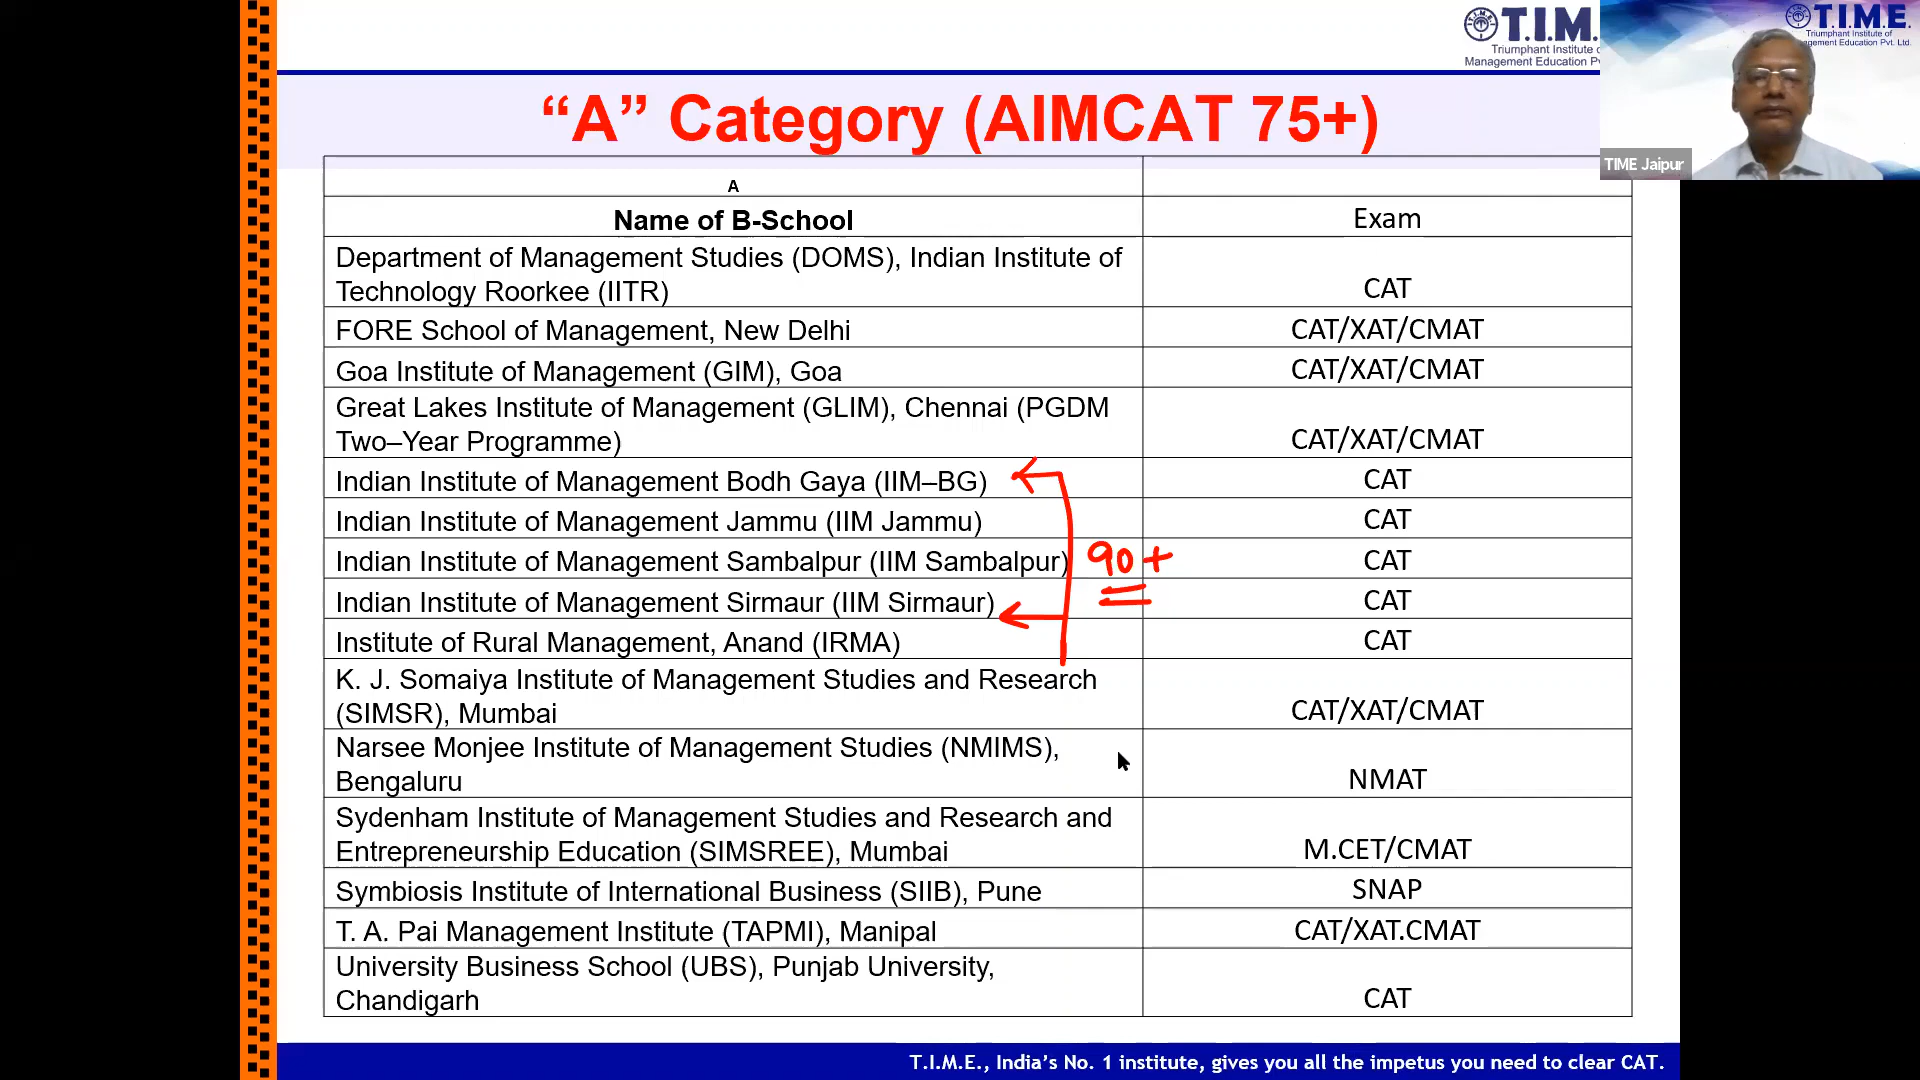 T.I.M.
Triumphant Institute
Management Education
T.I.M.E.
Triumphant Institute of
gement Education Pvt. Ltd.
TIME Jaipur
“A” Category (AIMCAT 75+)
A
Name of B-School Exam
Department of Management Studies (DOMS), Indian Institute of
Technology Roorkee (IITR) CAT
FORE School of Management, New Delhi CAT/XAT/CMAT
Goa Institute of Management (GIM), Goa CAT/XAT/CMAT
Great Lakes Institute of Management (GLIM), Chennai (PGDM
Two–Year Programme) CAT/XAT/CMAT
Indian Institute of Management Bodh Gaya (IIM–BG) CAT
Indian Institute of Management Jammu (IIM Jammu) CAT
Indian Institute of Management Sambalpur (IIM Sambalpur) 90+ CAT
Indian Institute of Management Sirmaur (IIM Sirmaur) CAT
Institute of Rural Management, Anand (IRMA) CAT
K. J. Somaiya Institute of Management Studies and Research
(SIMSR), Mumbai CAT/XAT/CMAT
Narsee Monjee Institute of Management Studies (NMIMS),
Bengaluru NMAT
Sydenham Institute of Management Studies and Research and
Entrepreneurship Education (SIMSREE), Mumbai M.CET/CMAT
Symbiosis Institute of International Business (SIIB), Pune SNAP
T. A. Pai Management Institute (TAPMI), Manipal CAT/XAT.CMAT
University Business School (UBS), Punjab University,
Chandigarh CAT
T.I.M.E., India’s No. 1 institute, gives you all the impetus you need to clear CAT.